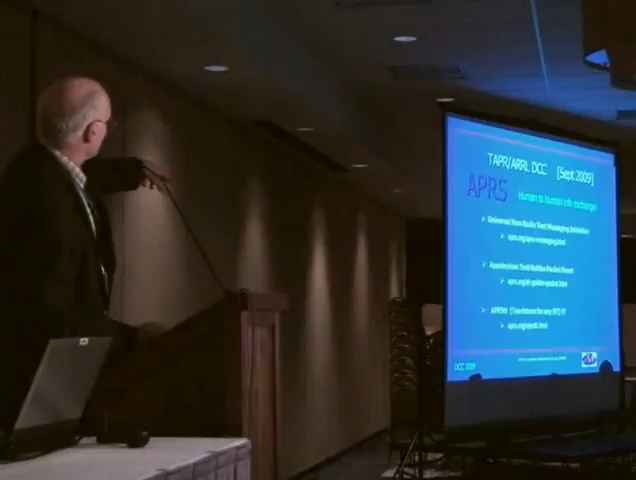 TAPR/ARRL DCC [Sept 2009]
APRS Human to human info exchange!
Universal Ham Radio Text Messaging Initiative
aprs.org/aprs-messaging.html
Appalachian Trail Golden Packet Event
aprs.org/at-golden-packet.html
APRStt (Touchtone for any HT) !!!
aprs.org/aprstt.html
DCC 2009